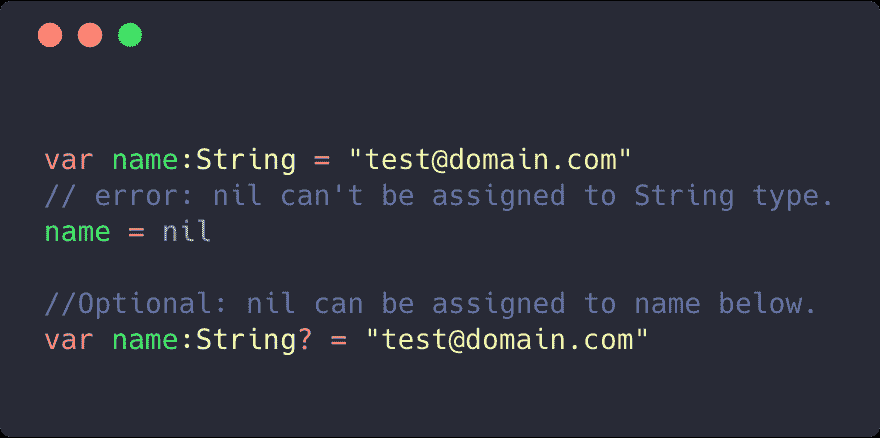 var name:String = "test@domain.com"
// error: nil can't be assigned to String type.
name = nil
//Optional: nil can be assigned to name below.
var name:String? = "test@domain.com"